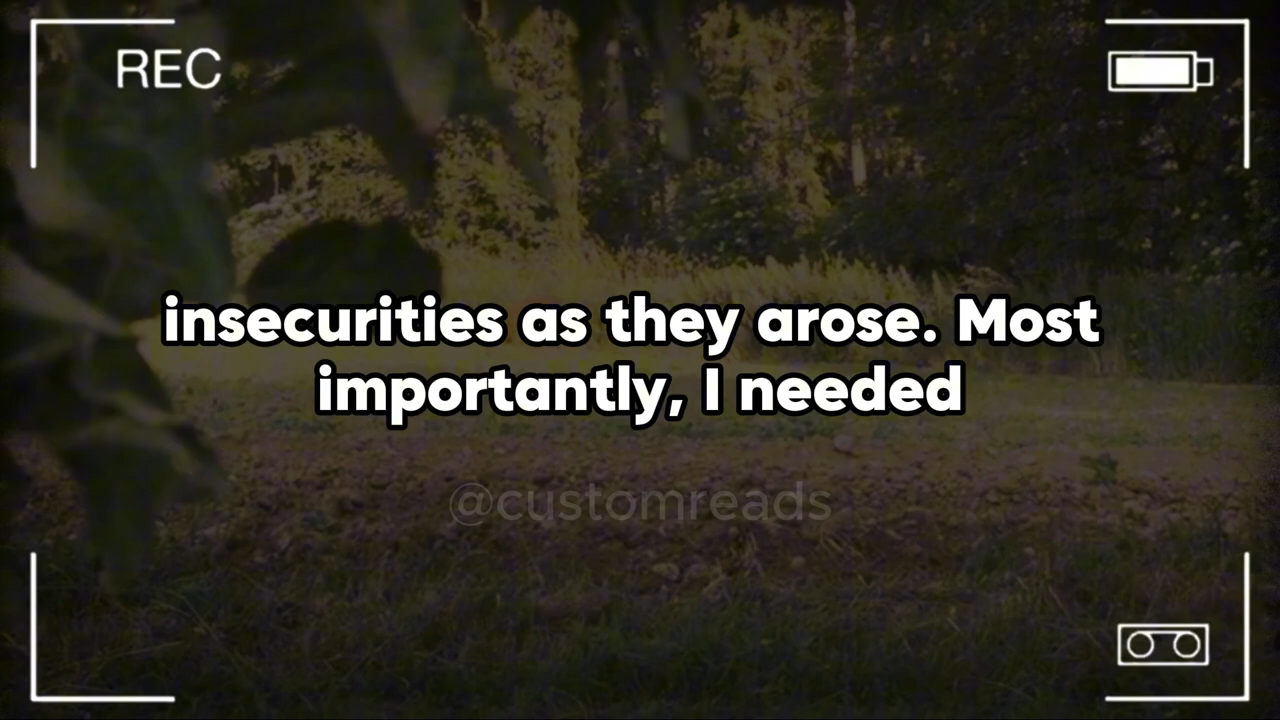 REC
insecurities as they arose. Most
importantly, I needed
@customreads